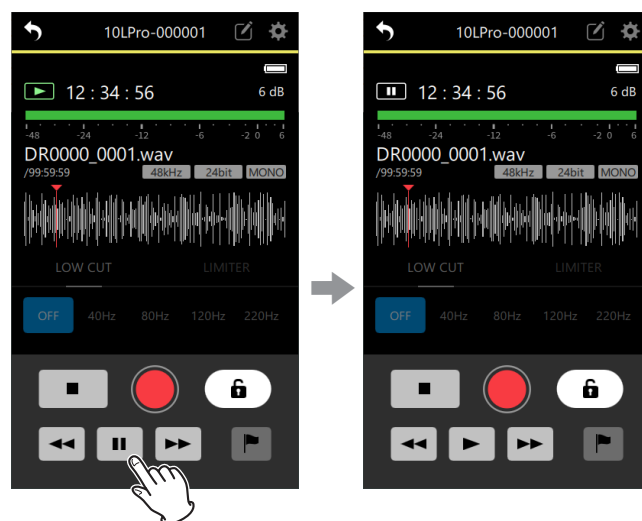 10LPro-000001
12 : 34 : 56 6 dB
-48 -24 -12 -6 -2 0 6
DR0000_0001.wav
/99:59:59 48kHz 24bit MONO
LOW CUT LIMITER
OFF 40Hz 80Hz 120Hz 220Hz
10LPro-000001
12 : 34 : 56 6 dB
-48 -24 -12 -6 -2 0 6
DR0000_0001.wav
/99:59:59 48kHz 24bit MONO
LOW CUT LIMITER
OFF 40Hz 80Hz 120Hz 220Hz